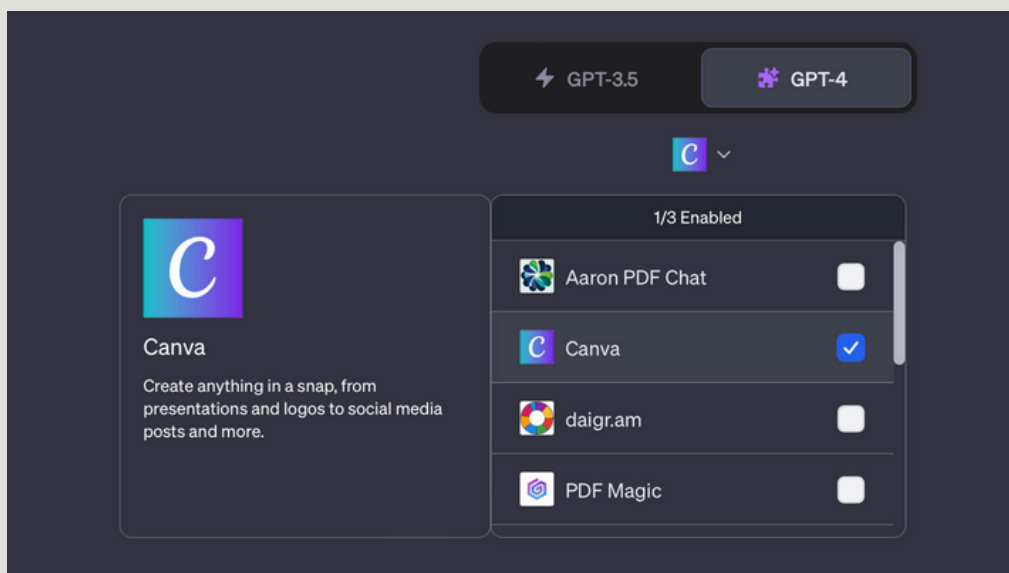 GPT-3.5
GPT-4
C
C
Canva
Create anything in a snap, from
presentations and logos to social media
posts and more.
1/3 Enabled
Aaron PDF Chat
C
Canva
daigr.am
PDF Magic